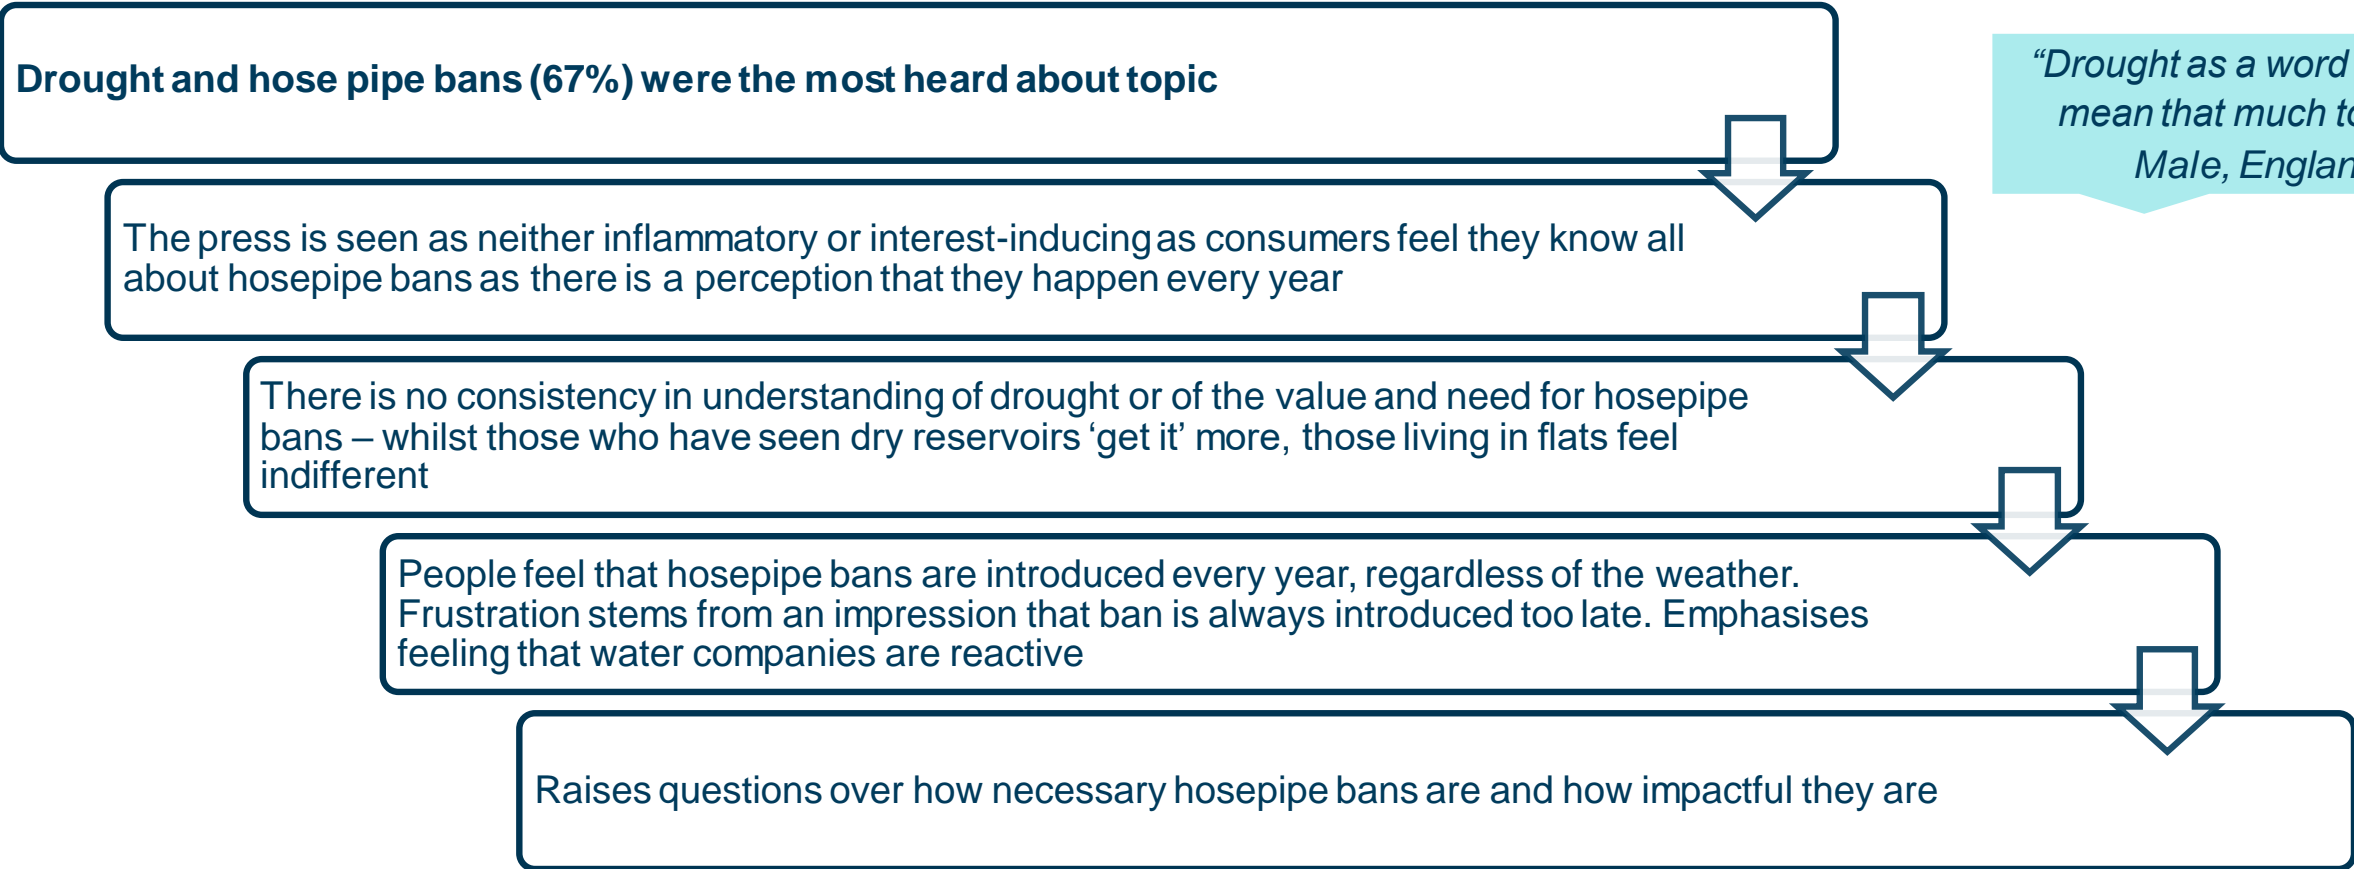 Drought and hose pipe bans (67%) were the most heard about topic
“Drought as a word
mean that much
Male,
The press is seen as neither inflammatory or interest-inducing as consumers feel they know all
about hosepipe bans as there is a perception that they happen every year
There is no consistency in understanding of drought or of the value and need for hosepipe
bans – whilst those who have seen dry reservoirs ‘get it’ more, those living in flats feel
indifferent
People feel that hosepipe bans are introduced every year, regardless of the weather.
Frustration stems from an impression that ban is always introduced too late. Emphasises
feeling that water companies are reactive
Raises questions over how necessary hosepipe bans are and how impactful they are